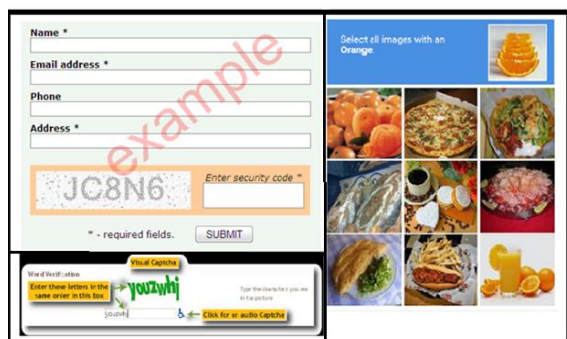 Name *
Email address *
Phone
Address *
example
JC8N6
Enter security code *
* - required fields.
SUBMIT
Select all images with an
Orange.
Visual Captcha
Word Verification
Enter these letters in the
same order in this box
youzwhj
Type the characters you see
in the picture
youzwhj
Click for an audio Captcha